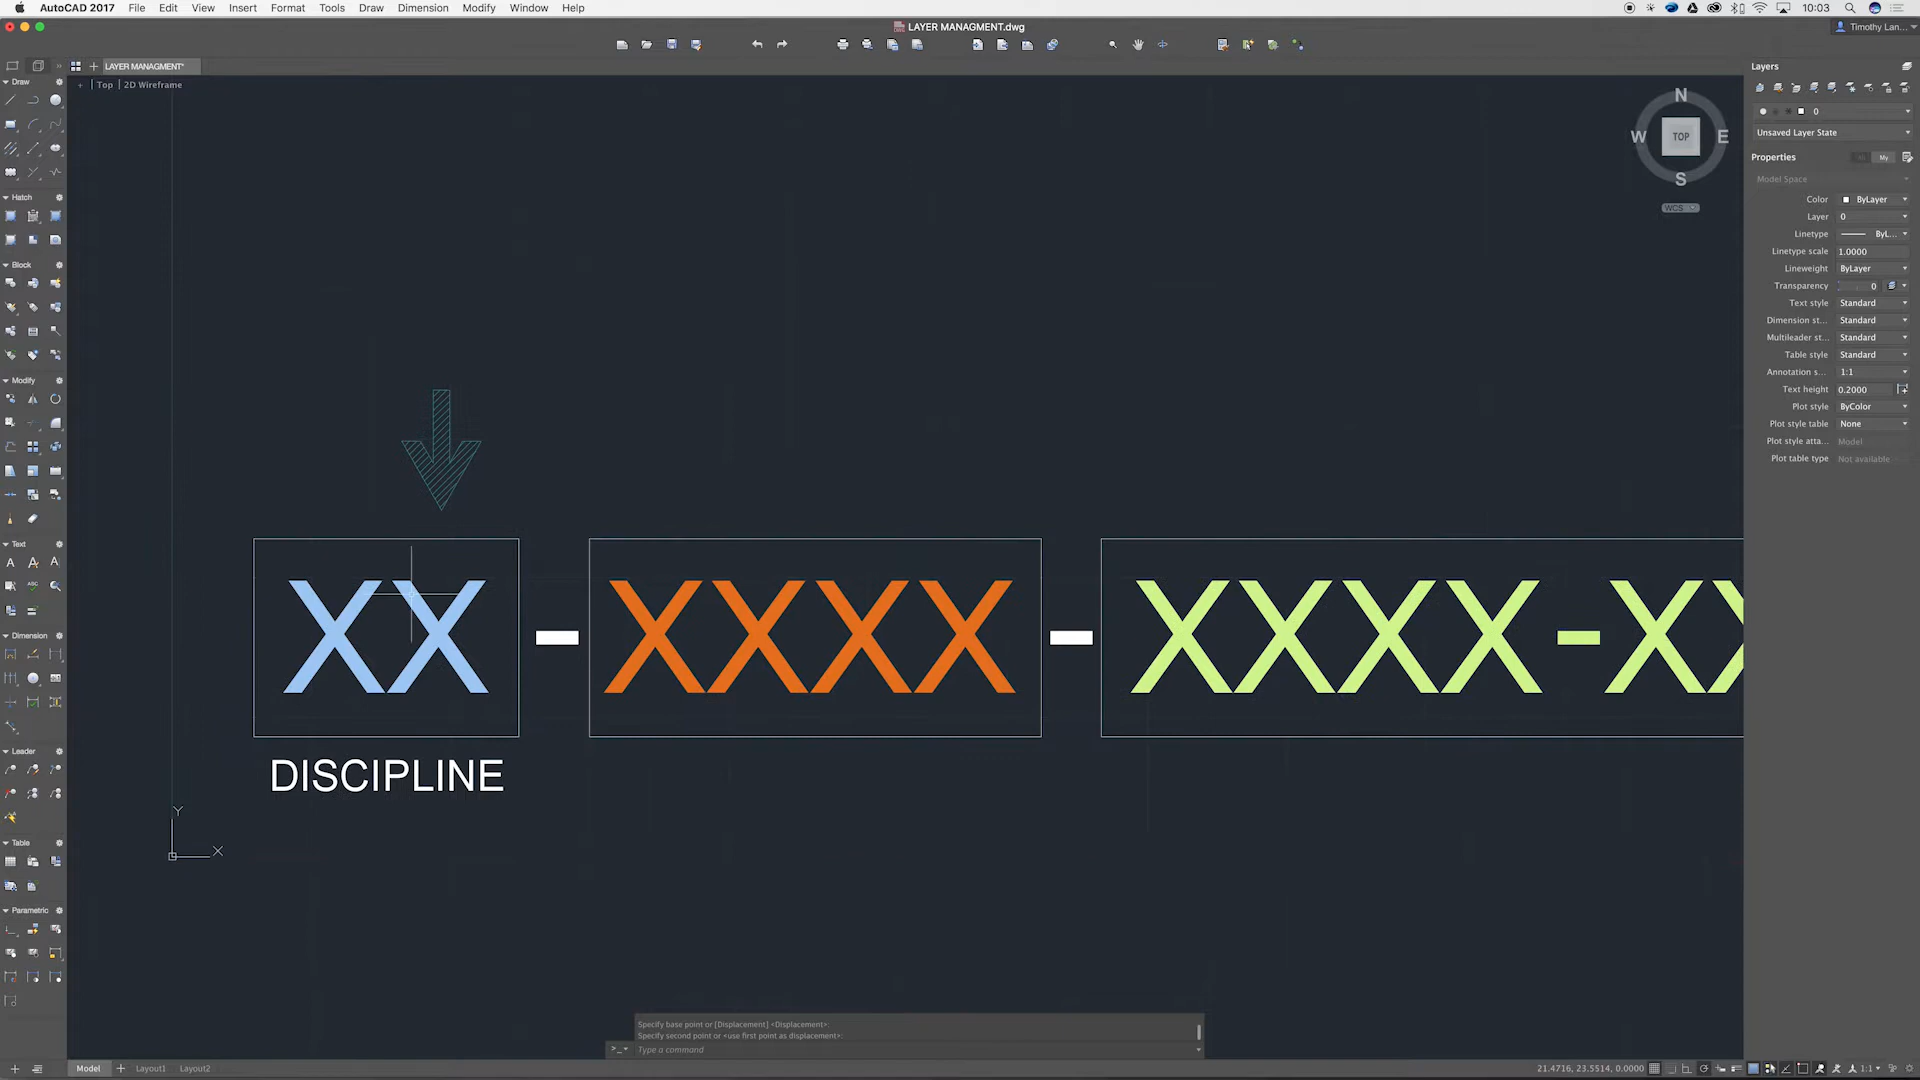 AutoCAD 2017 File Edit View Insert Format Tools Draw Dimension Modify Window Help 10:03
LAYER MANAGMENT.dwg
Timothy Lan...
LAYER MANAGMENT*
Layers
Draw
+ | Top | 2D Wireframe
N
W TOP E
S
WCS
0
Unsaved Layer State
Properties
My
Model Space
Color ByLayer
Layer 0
Linetype ByL...
Linetype scale 1.0000
Lineweight ByLayer
Transparency 0
Text style Standard
Dimension st... Standard
Multileader st... Standard
Table style Standard
Annotation s... 1:1
Text height 0.2000
Plot style ByColor
Plot style table None
Plot style atta... Model
Plot table type Not available
Hatch
Block
Modify
Text
Dimension
Leader
Table
Parametric
XX - XXXX - XXXX-XX
DISCIPLINE
Y
X
Specify base point or [Displacement] <Displacement>:
Specify second point or <use first point as displacement>:
>_ Type a command
Model Layout1 Layout2
21.4716, 23.5514, 0.0000
1:1